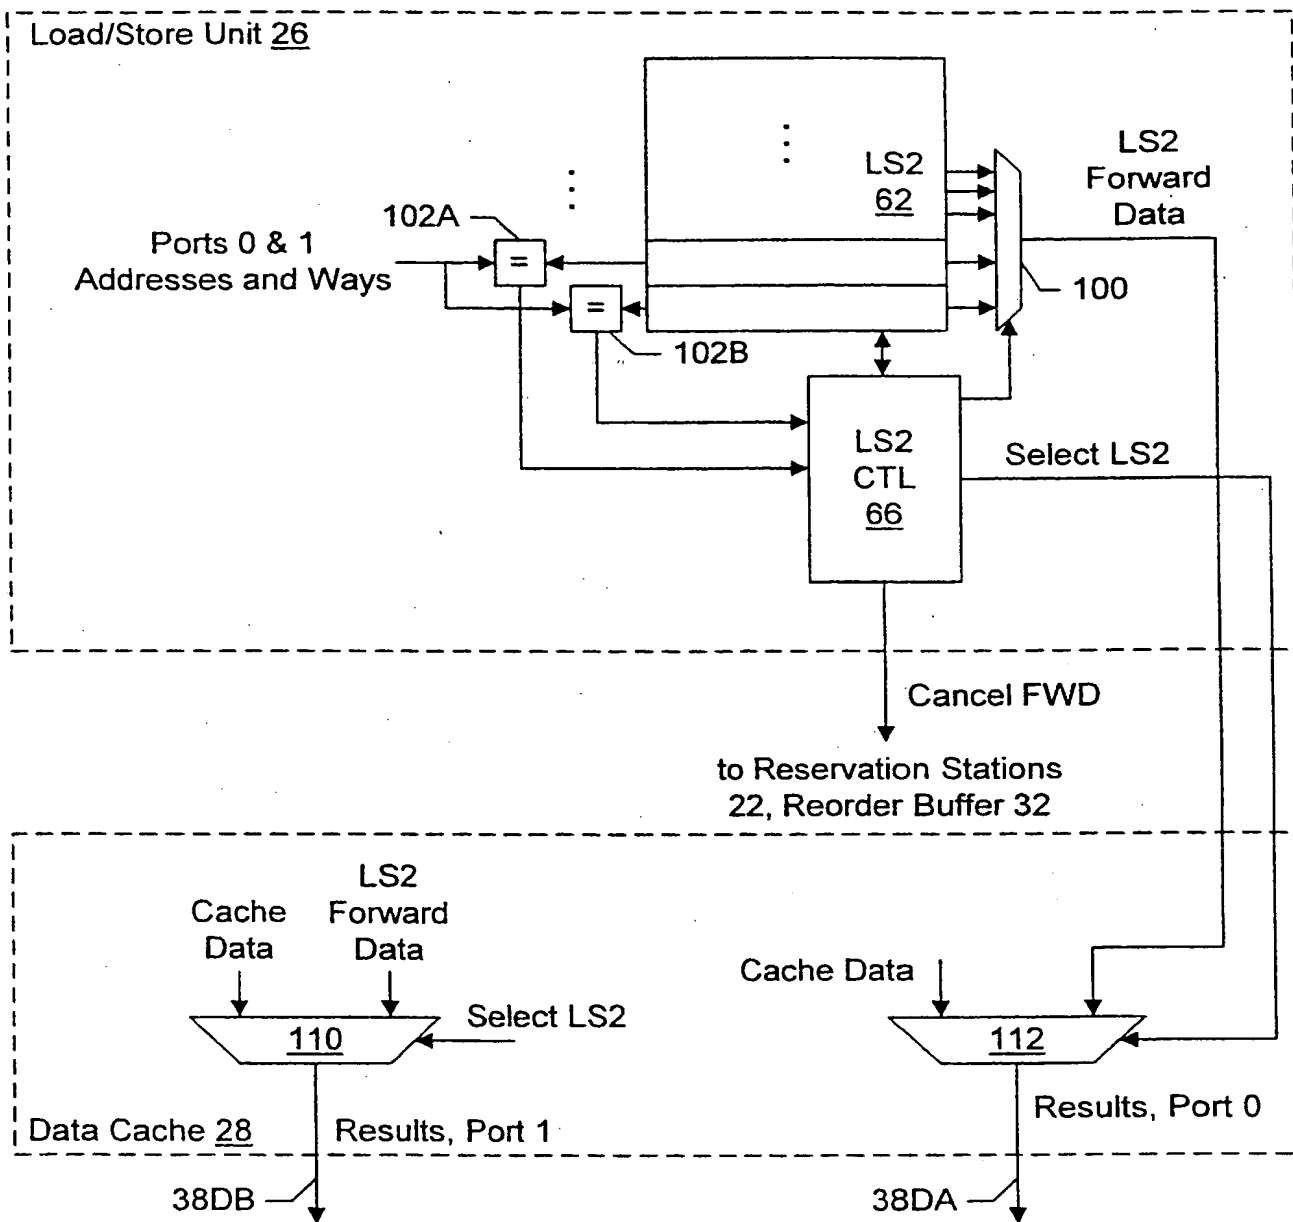 Load/Store Unit 26
LS2
62
LS2
Forward
Data
102A
Ports 0 & 1
Addresses and Ways
=
=
100
102B
LS2
CTL
66
Select LS2
Cancel FWD
to Reservation Stations
22, Reorder Buffer 32
Cache
Data
LS2
Forward
Data
Cache Data
110
Select LS2
112
Data Cache 28
Results, Port 1
Results, Port 0
38DB
38DA